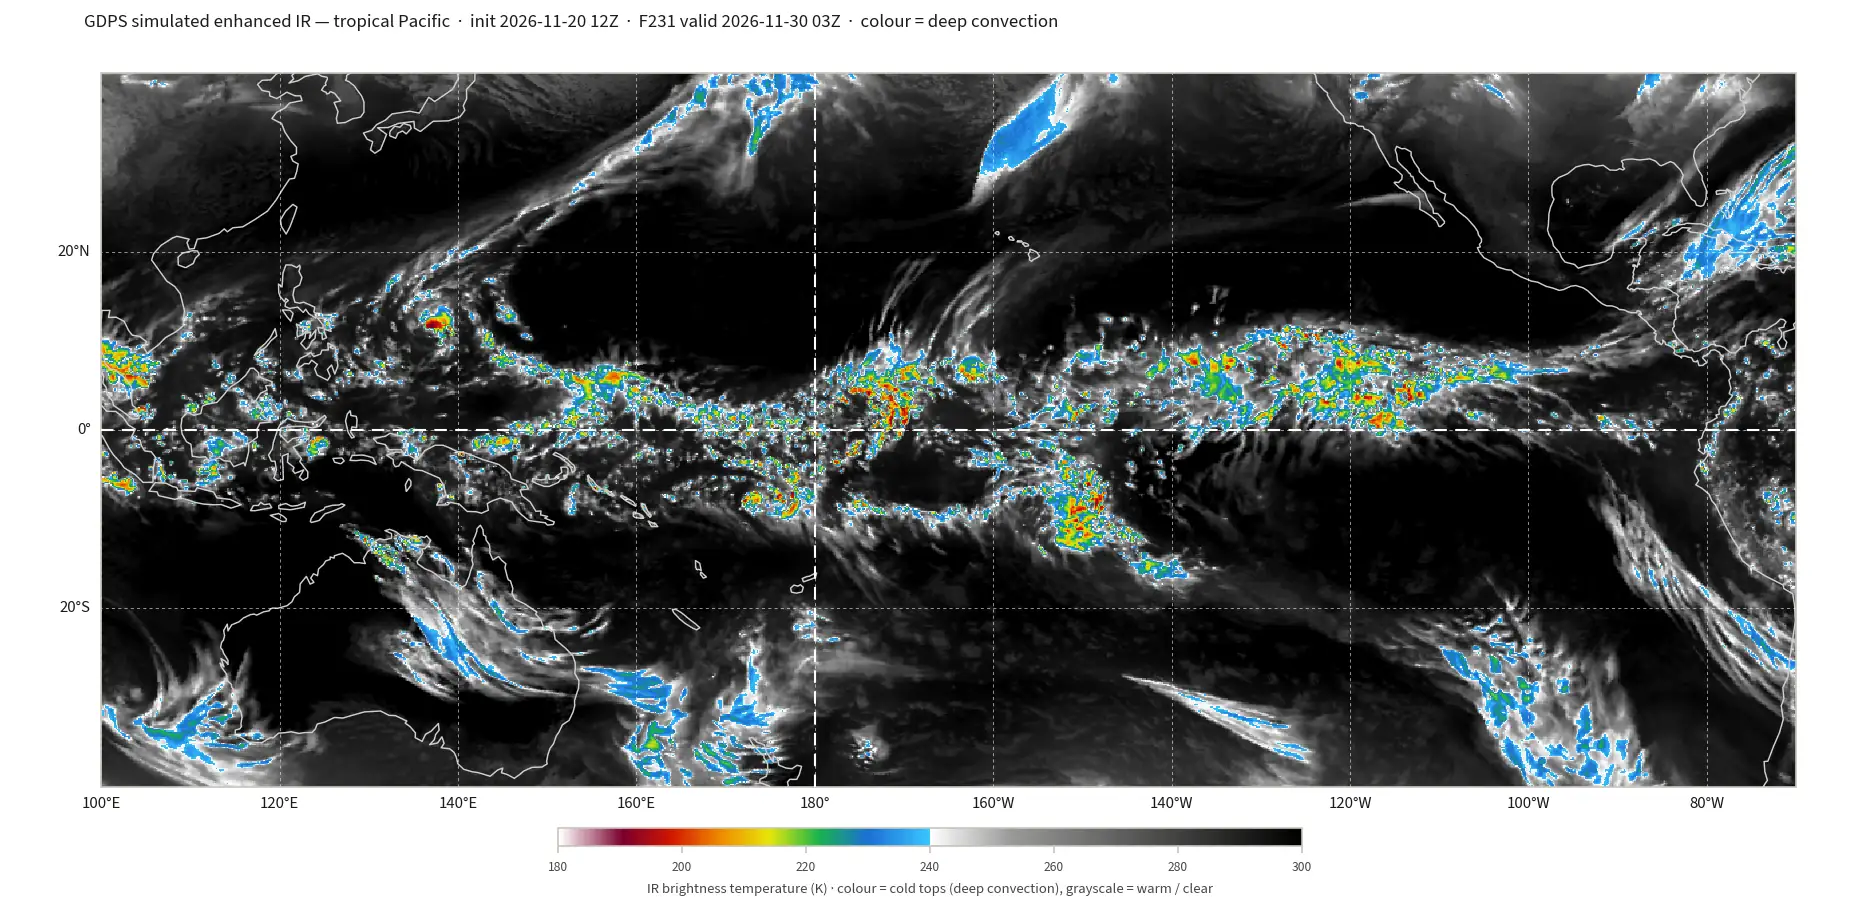 GDPS simulated enhanced IR — tropical Pacific · init 2026-11-20 12Z · F231 valid 2026-11-30 03Z · colour = deep convection
20°N
0°
20°S
100°E 120°E 140°E 160°E 180° 160°W 140°W 120°W 100°W 80°W
180 200 220 240 260 280 300
IR brightness temperature (K) · colour = cold tops (deep convection), grayscale = warm / clear